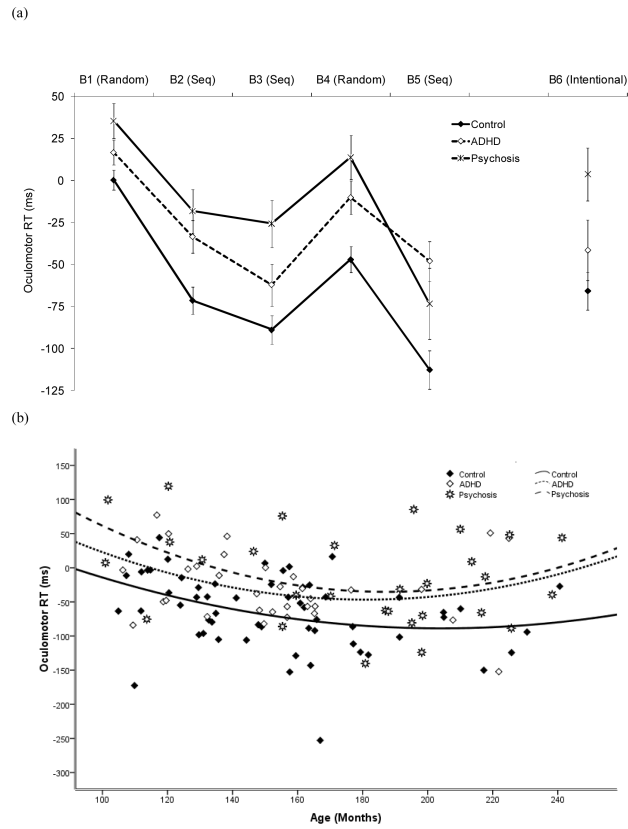 (a)
B1 (Random) B2 (Seq) B3 (Seq) B4 (Random) B5 (Seq) B6 (Intentional)
50
25
0
-25
-50
-75
-100
-125
Oculomotor RT (ms)
Control
ADHD
Psychosis
(b)
150
100
50
0
-50
-100
-150
-200
-250
-300
Oculomotor RT (ms)
Control Control
ADHD ADHD
Psychosis Psychosis
100 120 140 160 180 200 220 240
Age (Months)